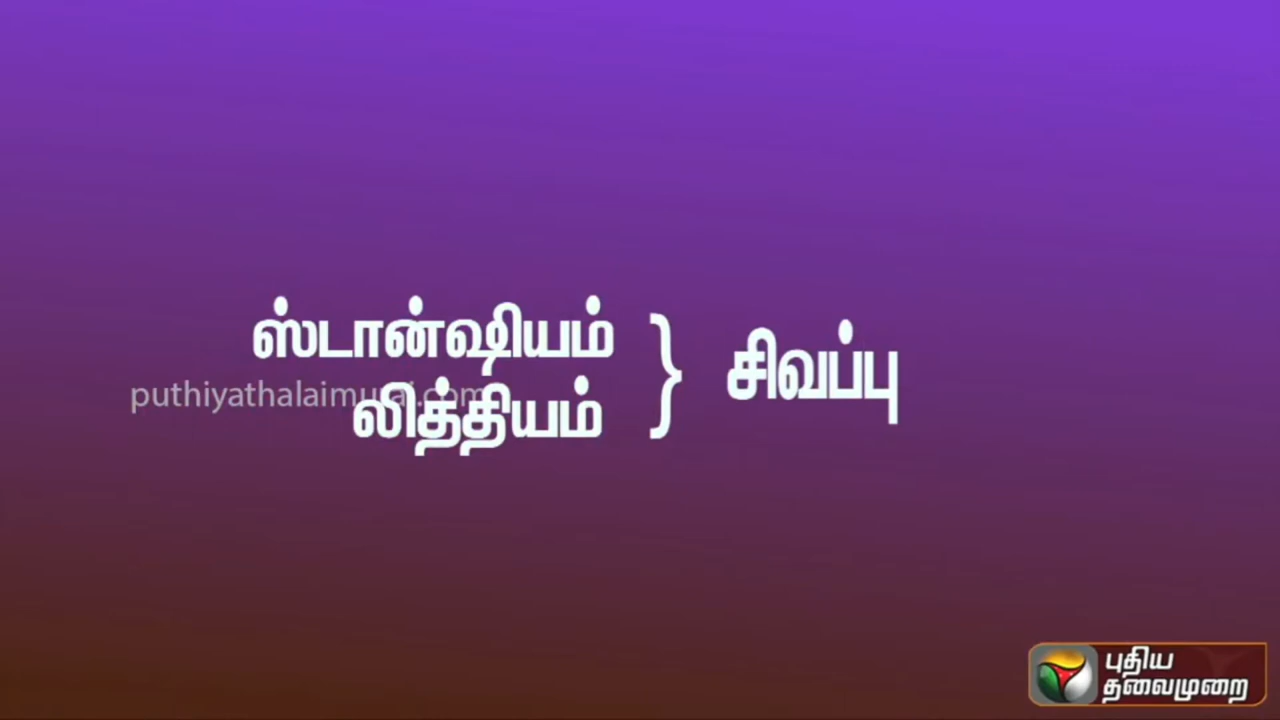 ஸ்டான்ஷியம்
லித்தியம்
} சிவப்பு
puthiyathalaimurai.com
புதிய
தலைமுறை